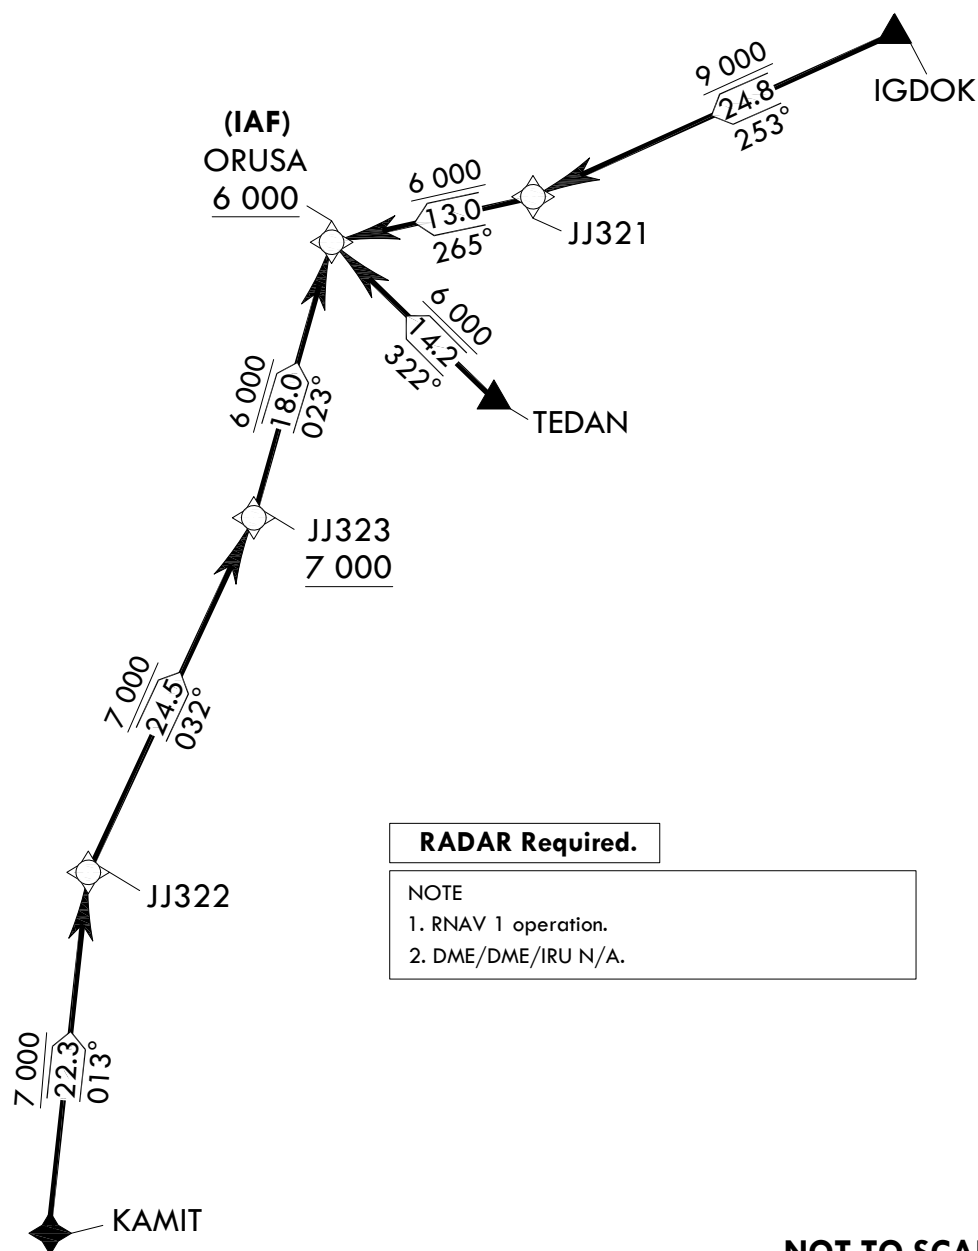 9 000
24.8
253°
IGDOK
(IAF)
ORUSA
6 000
6 000
13.0
265°
JJ321
6 000
14.2
322°
TEDAN
6 000
18.0
023°
JJ323
7 000
7 000
24.5
032°
RADAR Required.
NOTE
1. RNAV 1 operation.
2. DME/DME/IRU N/A.
JJ322
7 000
22.3
013°
KAMIT
NOT TO